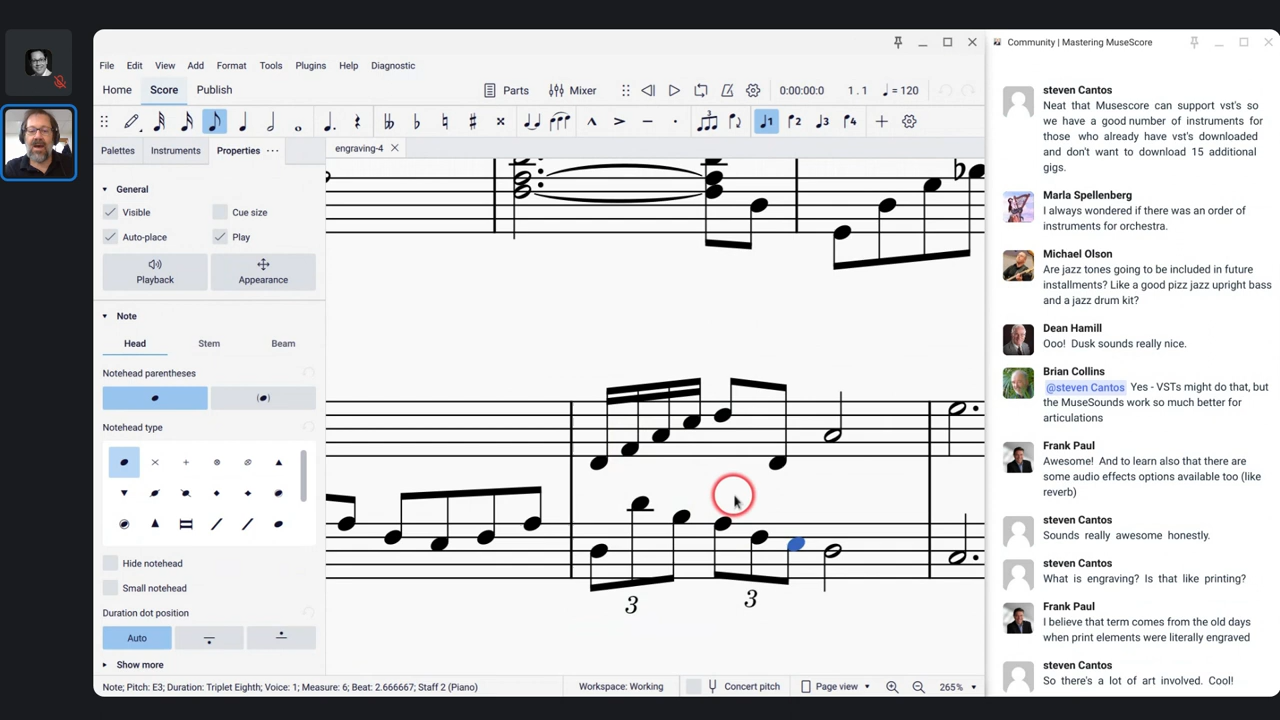 Community | Mastering MuseScore
File Edit View Add Format Tools Plugins Help Diagnostic
Home Score Publish Parts Mixer 0:00:00:0 1 . 1 = 120
1 2 3 4
Palettes Instruments Properties
engraving-4
General
Visible Cue size
Auto-place Play
Playback Appearance
Note
Head Stem Beam
Notehead parentheses
Notehead type
Hide notehead
Small notehead
Duration dot position
Auto
Show more
3 3
Note; Pitch: E3; Duration: Triplet Eighth; Voice: 1; Measure: 6; Beat: 2.666667; Staff 2 (Piano) Workspace: Working Concert pitch Page view 265%
steven Cantos
Neat that Musescore can support vst's so
we have a good number of instruments for
those who already have vst's downloaded
and don't want to download 15 additional
gigs.
Marla Spellenberg
I always wondered if there was an order of
instruments for orchestra.
Michael Olson
Are jazz tones going to be included in future
installments? Like a good pizz jazz upright bass
and a jazz drum kit?
Dean Hamill
Ooo! Dusk sounds really nice.
Brian Collins
@steven Cantos Yes - VSTs might do that, but
the MuseSounds work so much better for
articulations
Frank Paul
Awesome! And to learn also that there are
some audio effects options available too (like
reverb)
steven Cantos
Sounds really awesome honestly.
steven Cantos
What is engraving? Is that like printing?
Frank Paul
I believe that term comes from the old days
when print elements were literally engraved
steven Cantos
So there's a lot of art involved. Cool!